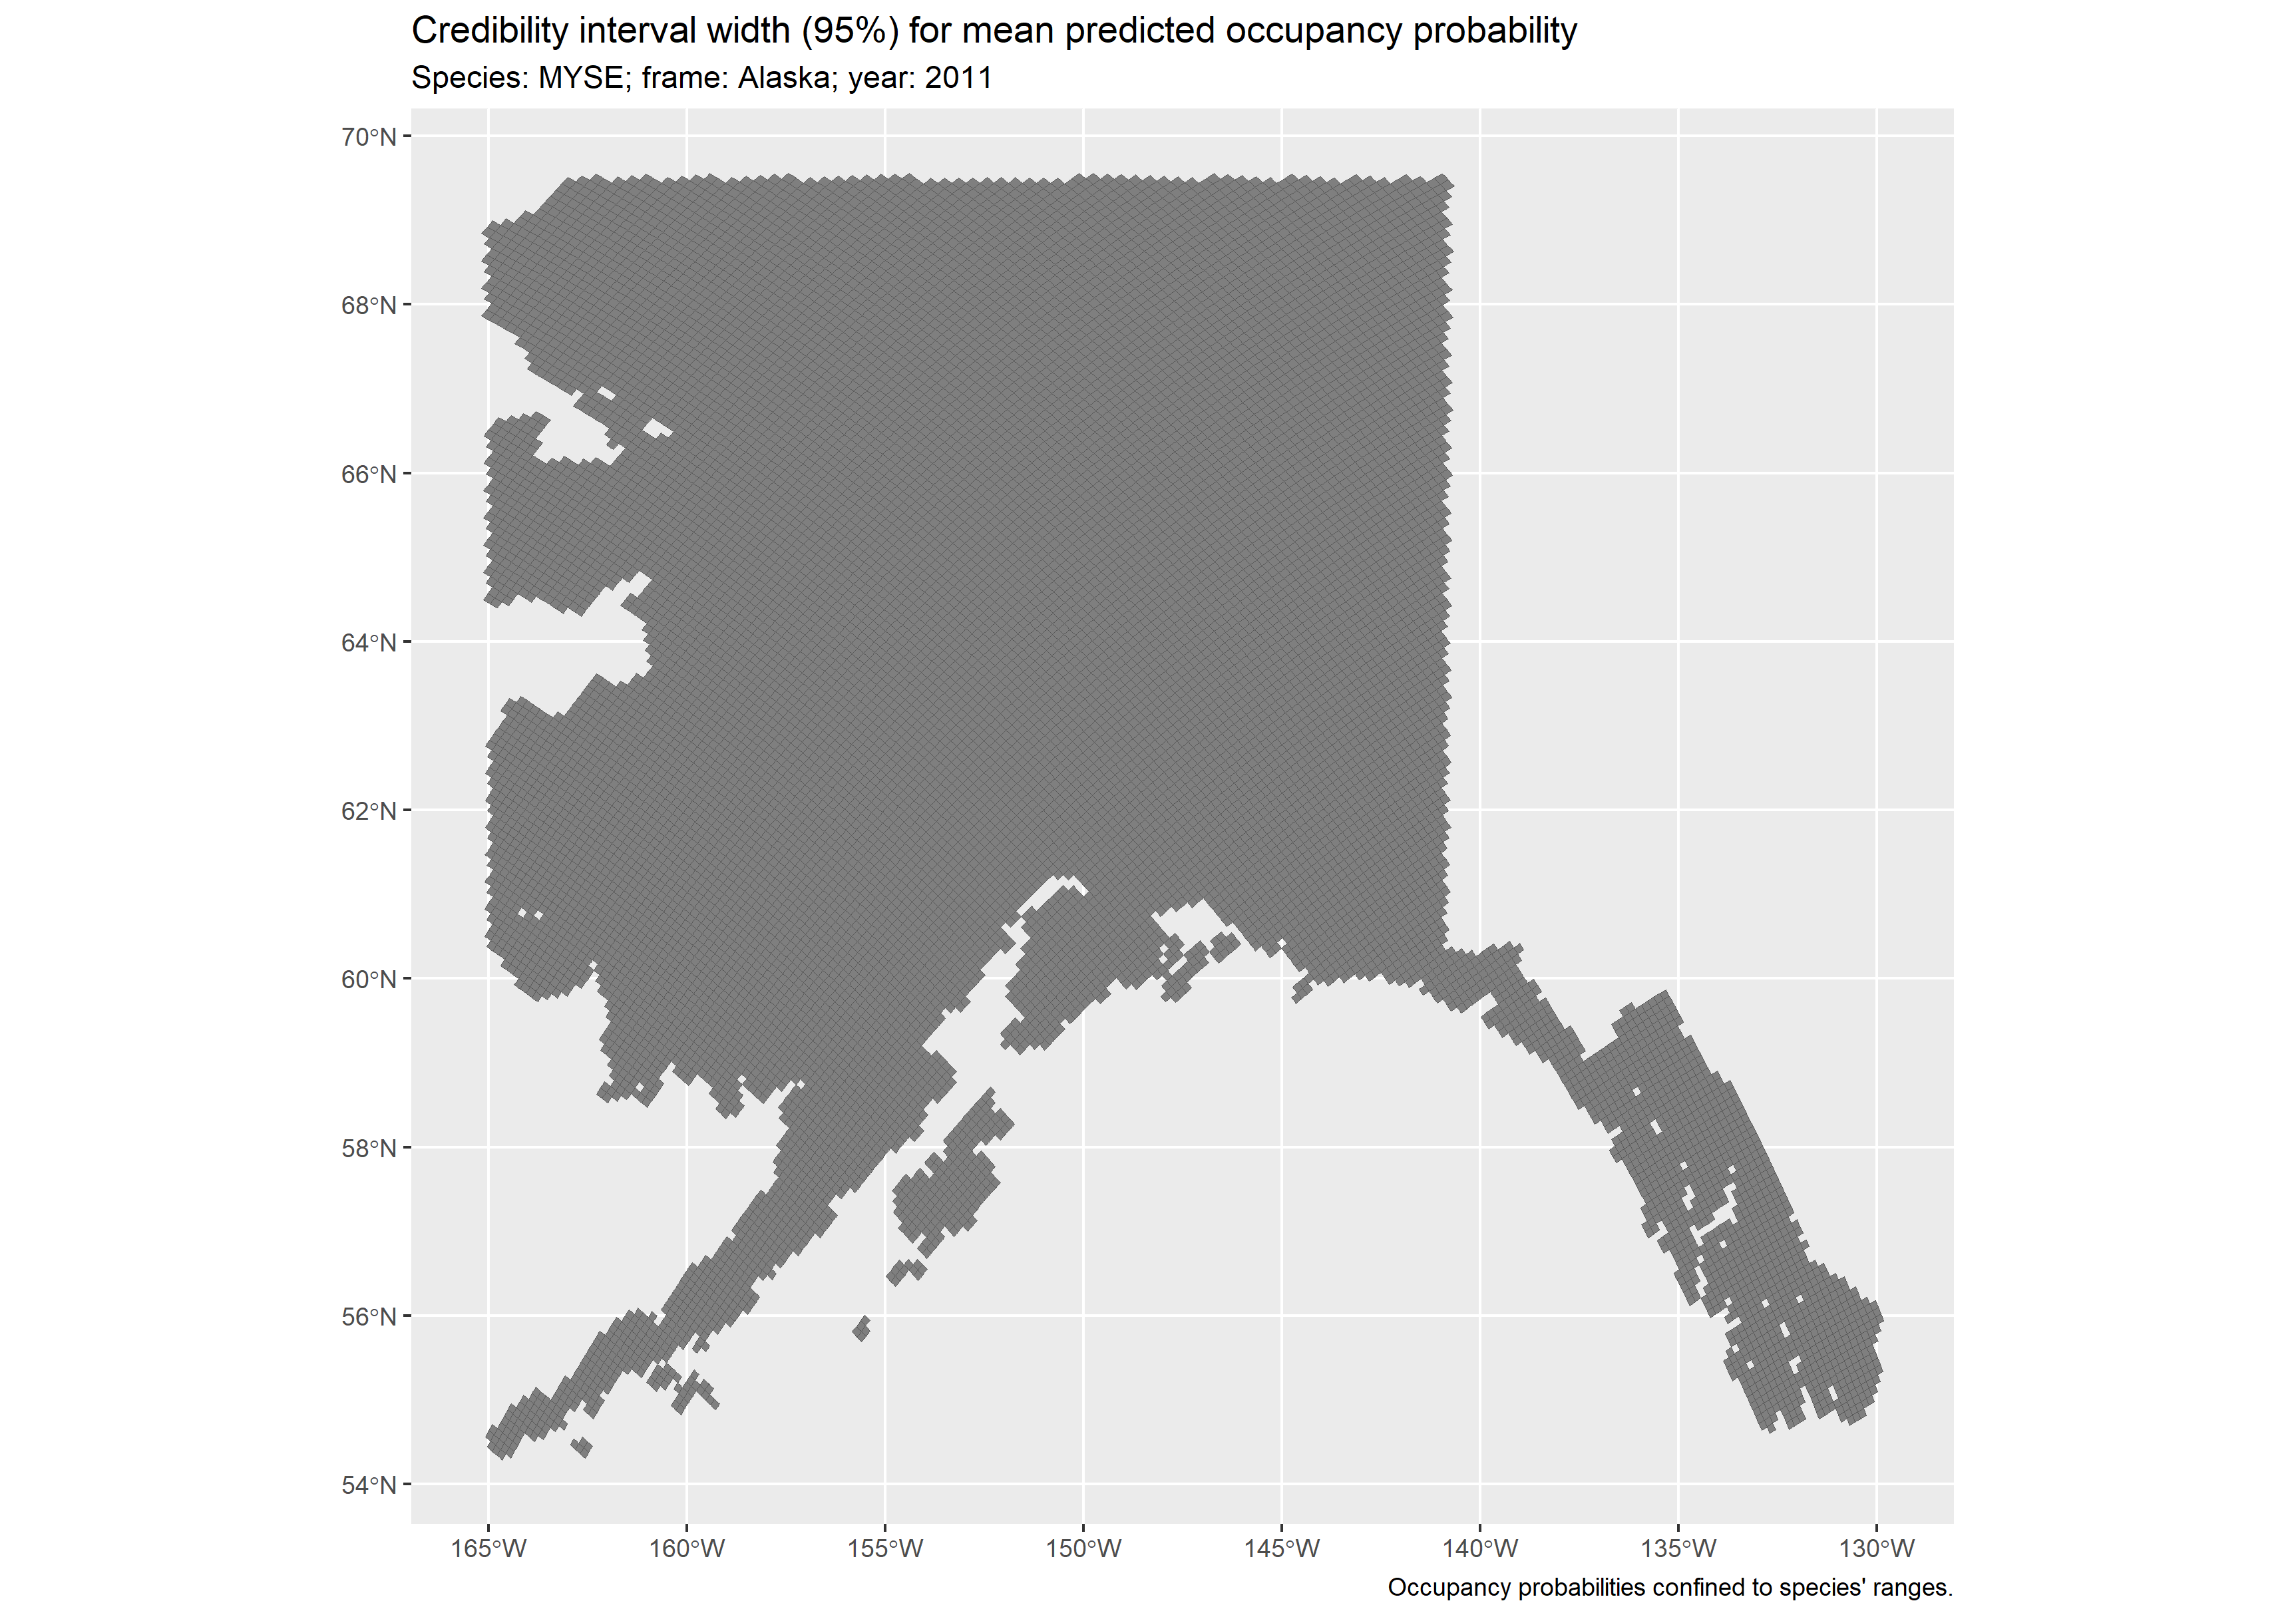 Credibility interval width (95%) for mean predicted occupancy probability
Species: MYSE; frame: Alaska; year: 2011
70°N
68°N
66°N
64°N
62°N
60°N
58°N
56°N
54°N
165°W 160°W 155°W 150°W 145°W 140°W 135°W 130°W
Occupancy probabilities confined to species' ranges.